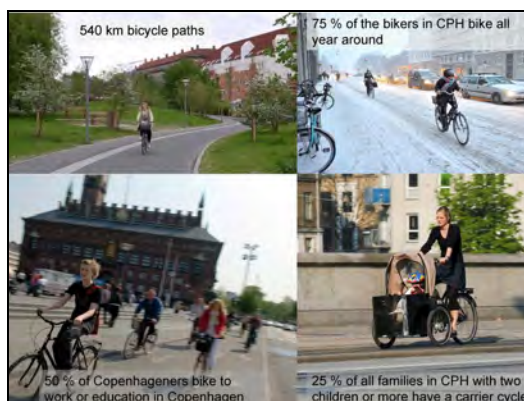 540 km bicycle paths
75 % of the bikers in CPH bike all
year around
50 % of Copenhageners bike to
work or education in Copenhagen
25 % of all families in CPH with two
children or more have a carrier cycle